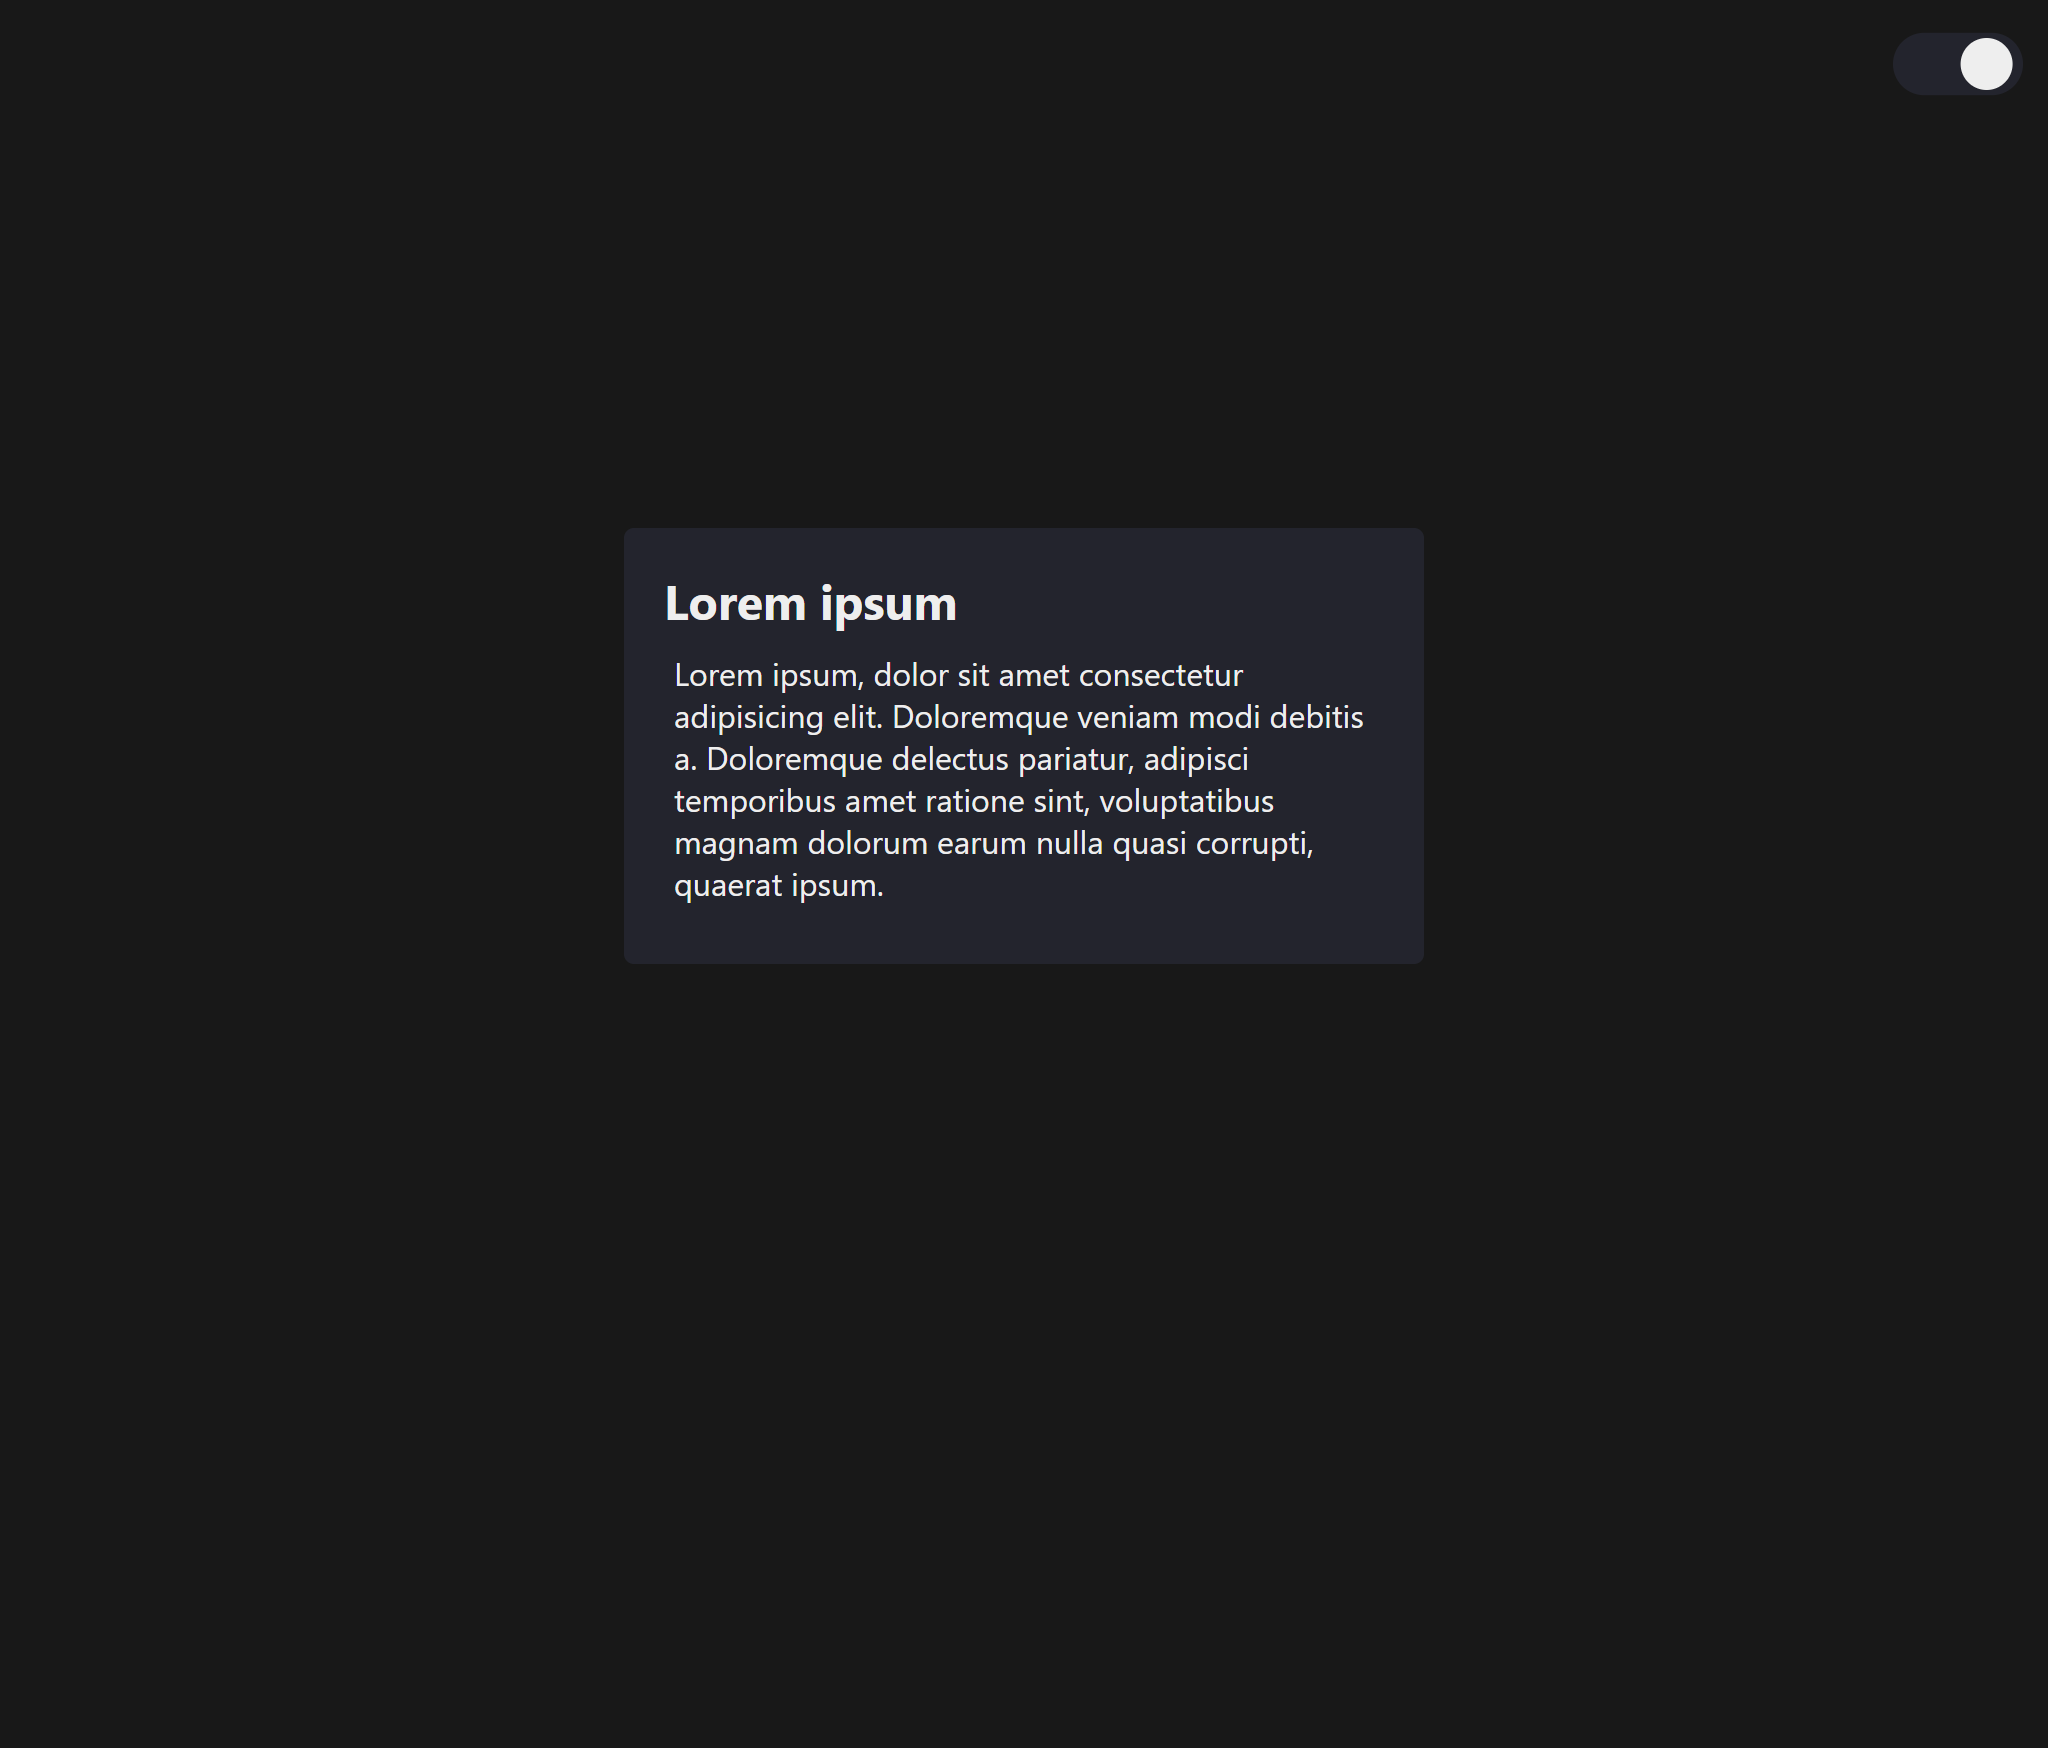 Lorem ipsum
Lorem ipsum, dolor sit amet consectetur
adipisicing elit. Doloremque veniam modi debitis
a. Doloremque delectus pariatur, adipisci
temporibus amet ratione sint, voluptatibus
magnam dolorum earum nulla quasi corrupti,
quaerat ipsum.